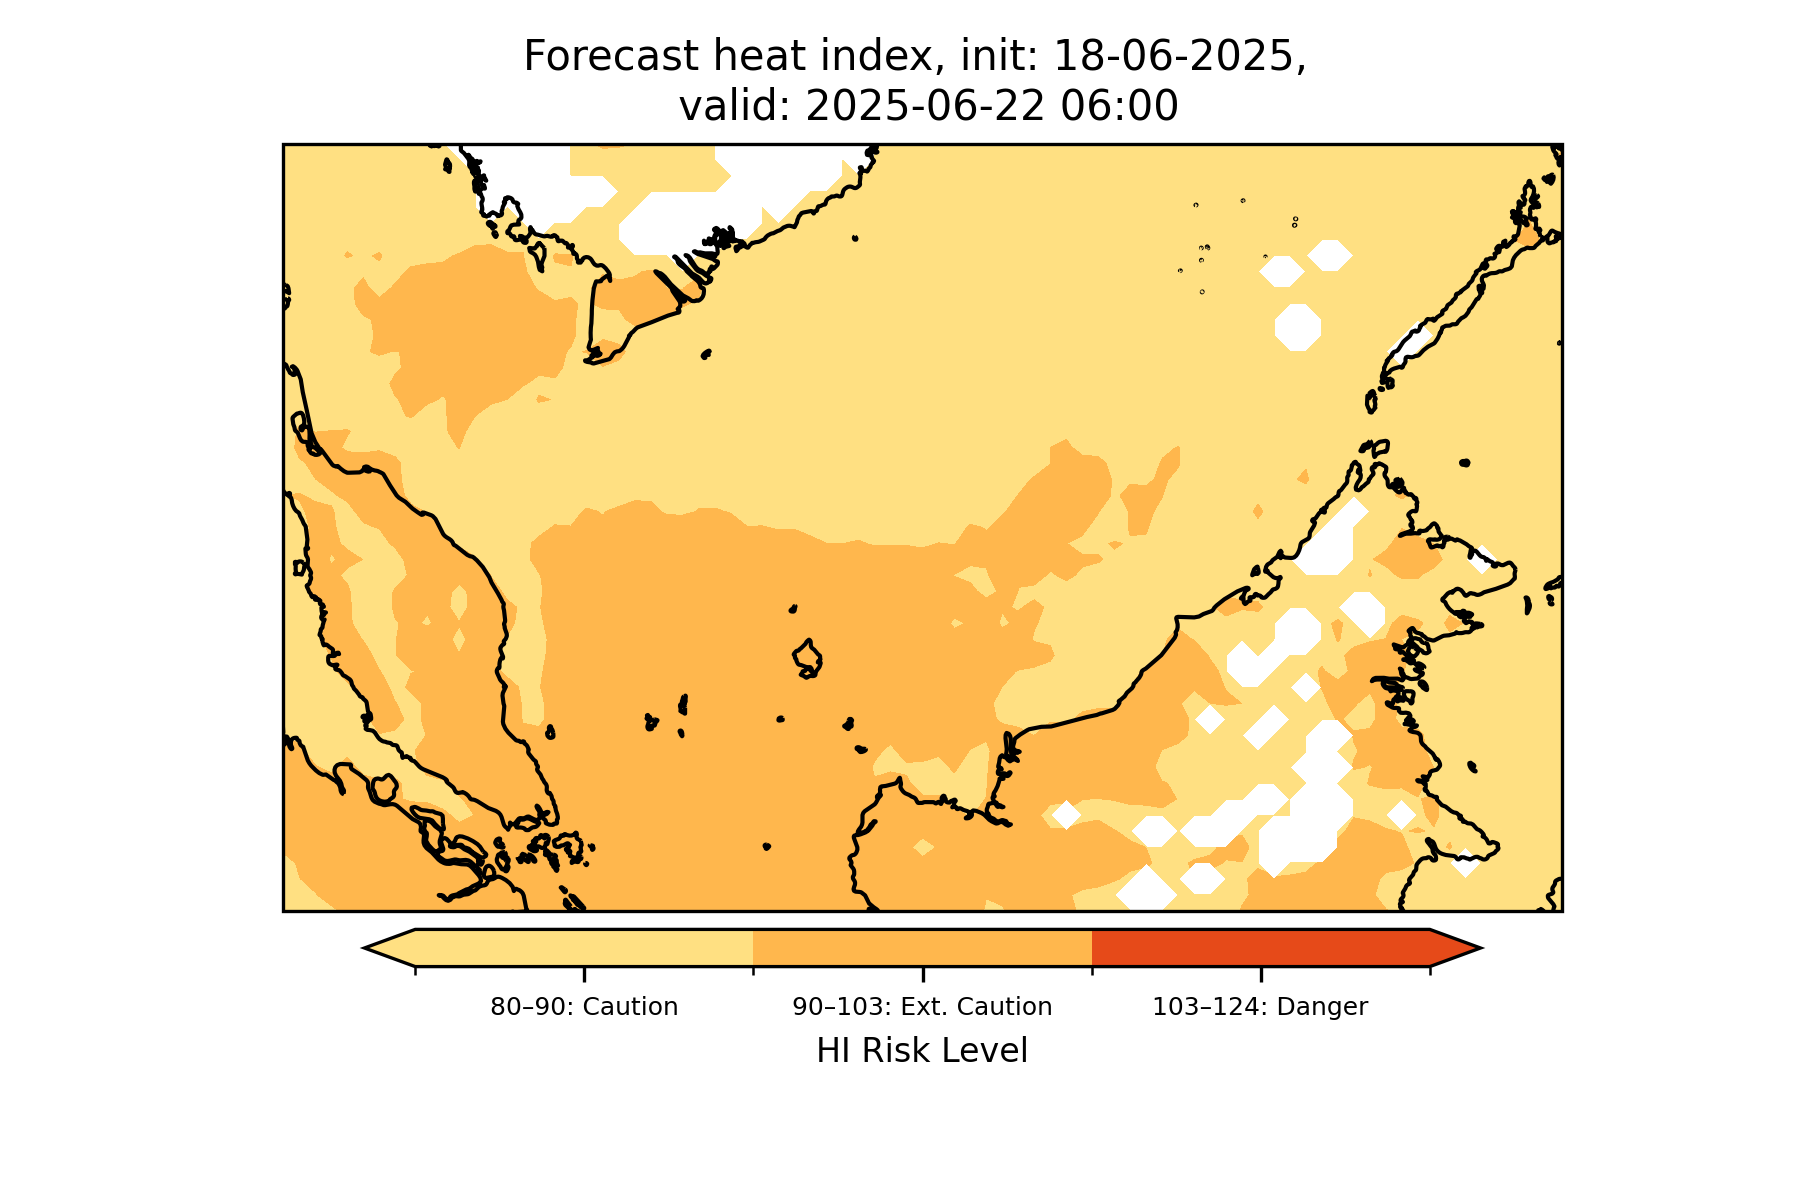 Forecast heat index, init: 18-06-2025,
valid: 2025-06-22 06:00
80–90: Caution
90–103: Ext. Caution
103–124: Danger
HI Risk Level